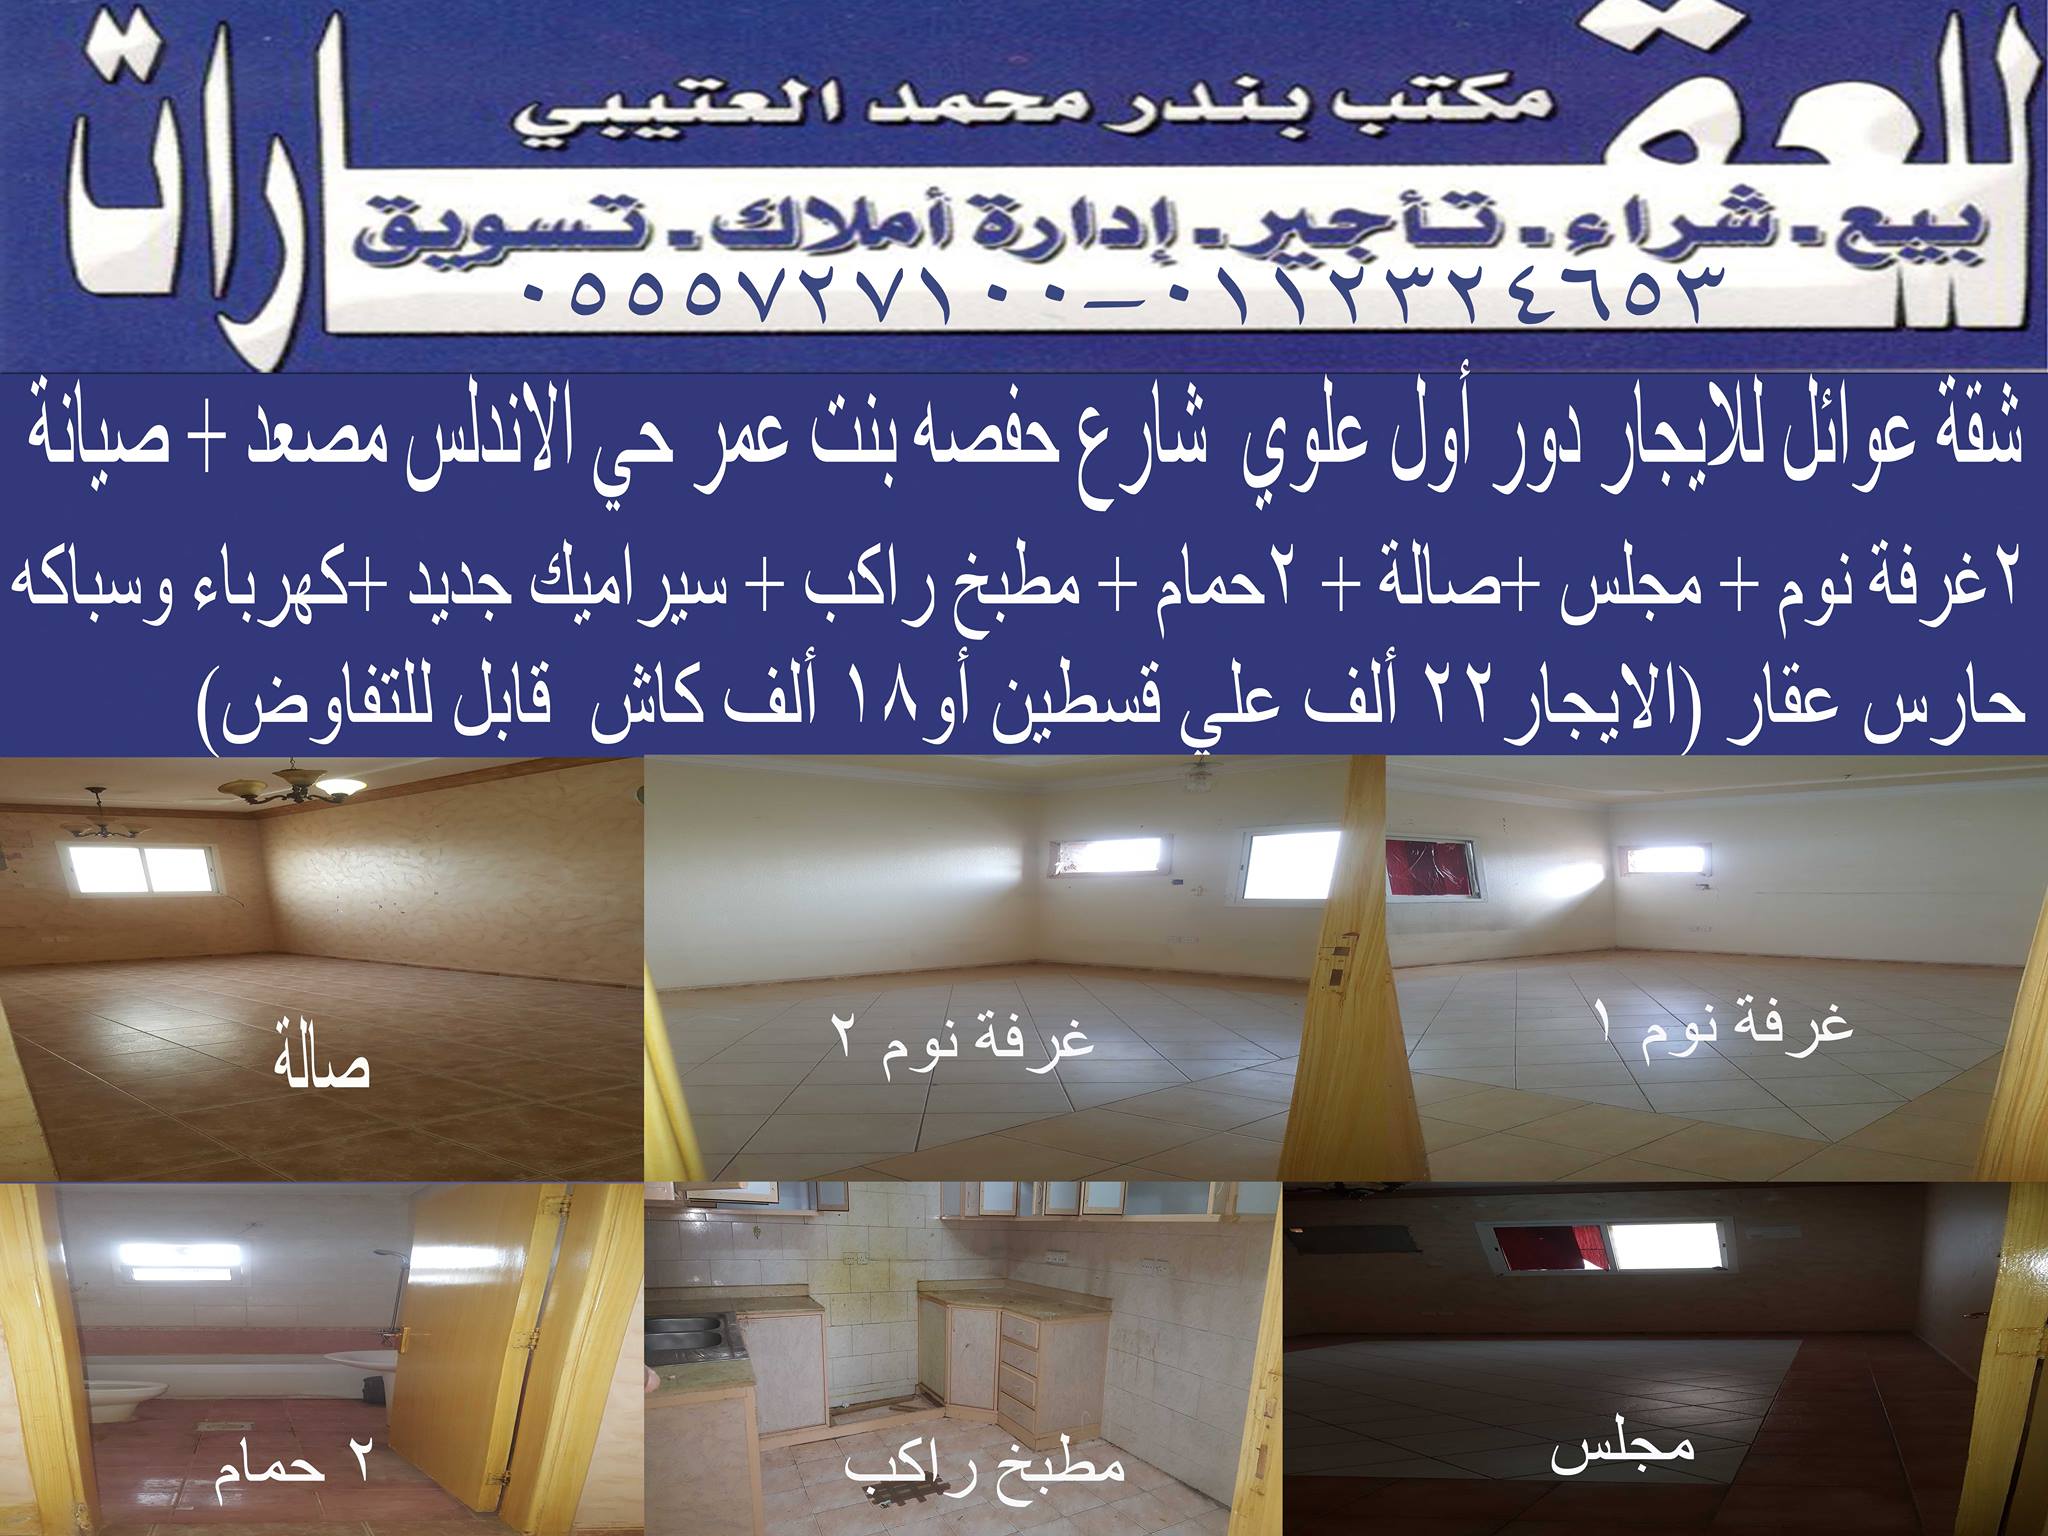 للعقارات
مكتب بندر محمد العتيبي
بيع - شراء - تأجير - إدارة أملاك - تسويق
٠٥٥٥٧٢٧١٠٠–٠١١٢٣٢٤٦٥٣
شقة عوائل للايجار دور أول علوي شارع حفصه بنت عمر حي الاندلس مصعد + صيانة
٢غرفة نوم + مجلس +صالة + ٢حمام + مطبخ راكب + سيراميك جديد +كهرباء وسباكه
حارس عقار (الايجار٢٢ ألف علي قسطين أو١٨ ألف كاش قابل للتفاوض)
غرفة نوم ١
غرفة نوم ٢
صالة
مجلس
مطبخ راكب
٢ حمام